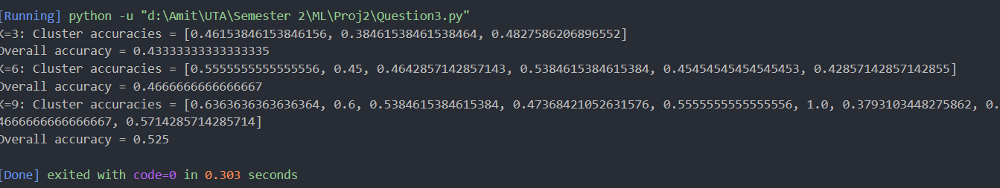 [Running] python -u "d:\Amit\UTA\Semester 2\ML\Proj2\Question3.py"
K=3: Cluster accuracies = [0.46153846153846156, 0.38461538461538464, 0.4827586206896552]
Overall accuracy = 0.43333333333333335
K=6: Cluster accuracies = [0.5555555555555556, 0.45, 0.4642857142857143, 0.5384615384615384, 0.45454545454545453, 0.42857142857142855]
Overall accuracy = 0.4666666666666667
K=9: Cluster accuracies = [0.6363636363636364, 0.6, 0.5384615384615384, 0.47368421052631576, 0.5555555555555556, 1.0, 0.3793103448275862, 0.
4666666666666667, 0.5714285714285714]
Overall accuracy = 0.525
[Done] exited with code=0 in 0.303 seconds